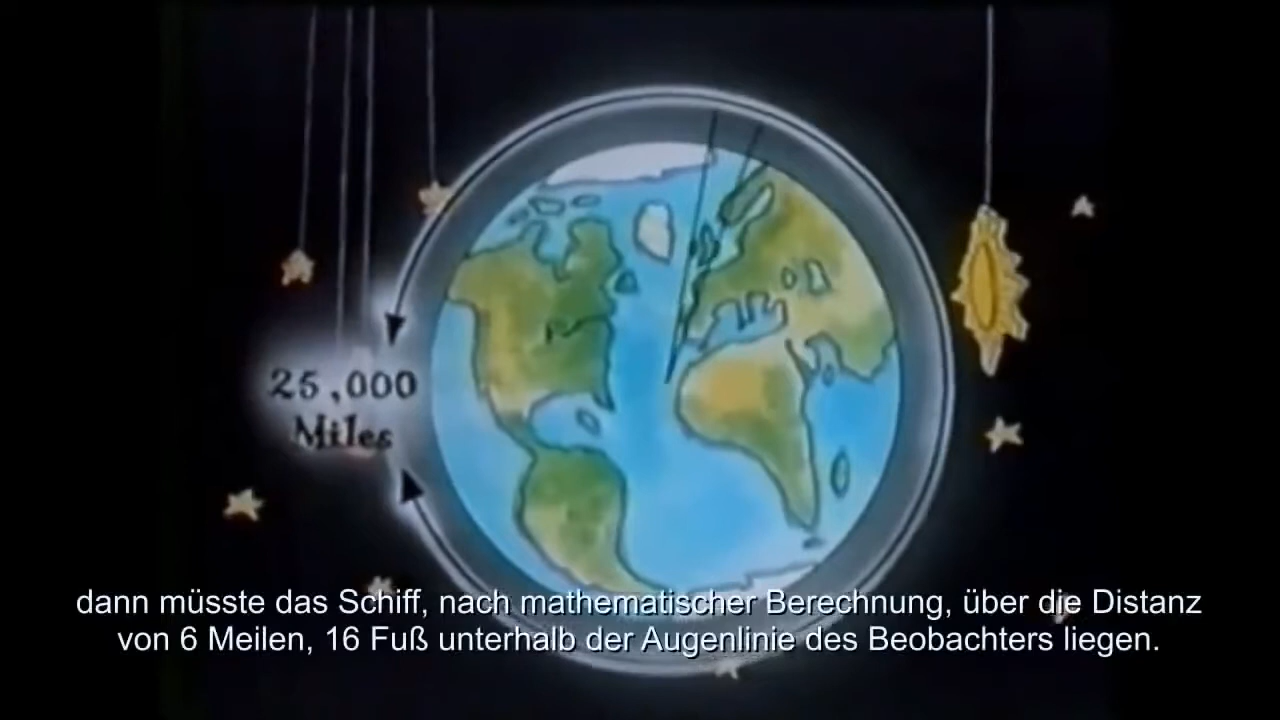 25,000
Miles
dann müsste das Schiff, nach mathematischer Berechnung, über die Distanz
von 6 Meilen, 16 Fuß unterhalb der Augenlinie des Beobachters liegen.